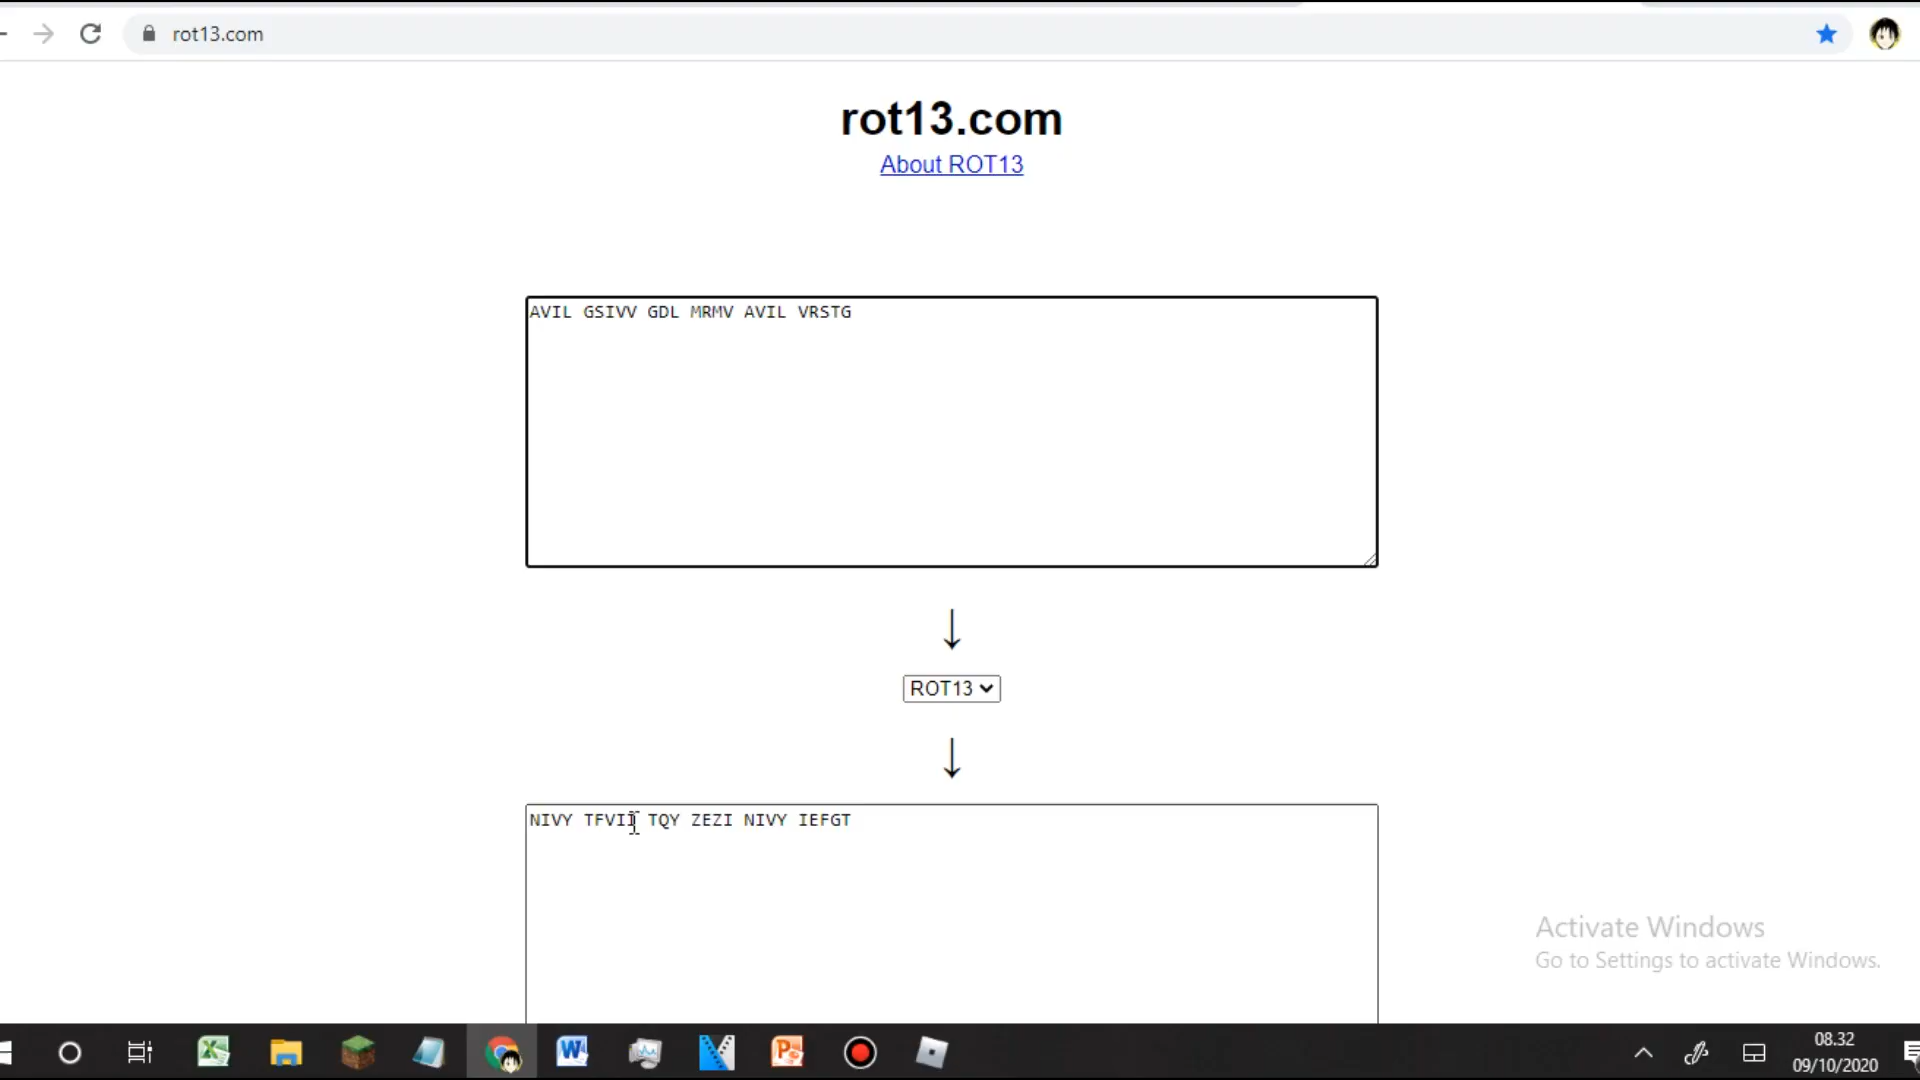 rot13.com
rot13.com
About ROT13
AVIL GSIVV GDL MRMV AVIL VRSTG
↓
ROT13
↓
NIVY TFVII TQY ZEZI NIVY IEFGT
Activate Windows
Go to Settings to activate Windows.
08.32
09/10/2020